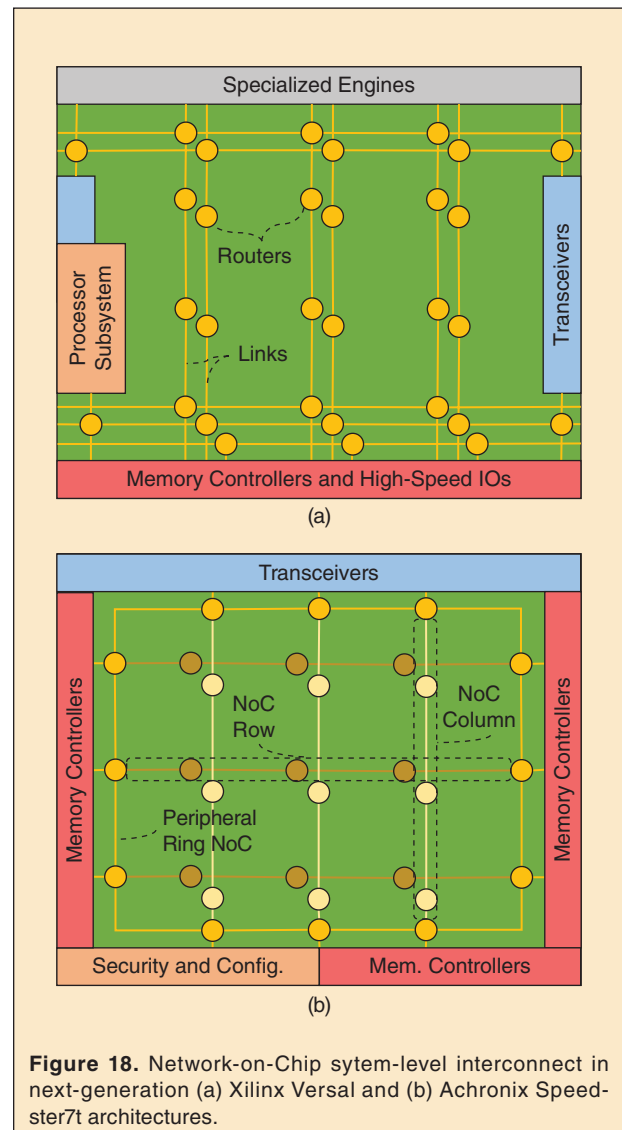 Specialized Engines
Routers
Processor
Subsystem
Transceivers
Links
Memory Controllers and High-Speed IOs
(a)
Transceivers
Memory Controllers
NoC
Row
NoC
Column
Memory Controllers
Peripheral
Ring NoC
Security and Config.
Mem. Controllers
(b)
Figure 18. Network-on-Chip sytem-level interconnect in
next-generation (a) Xilinx Versal and (b) Achronix Speed-
ster7t architectures.